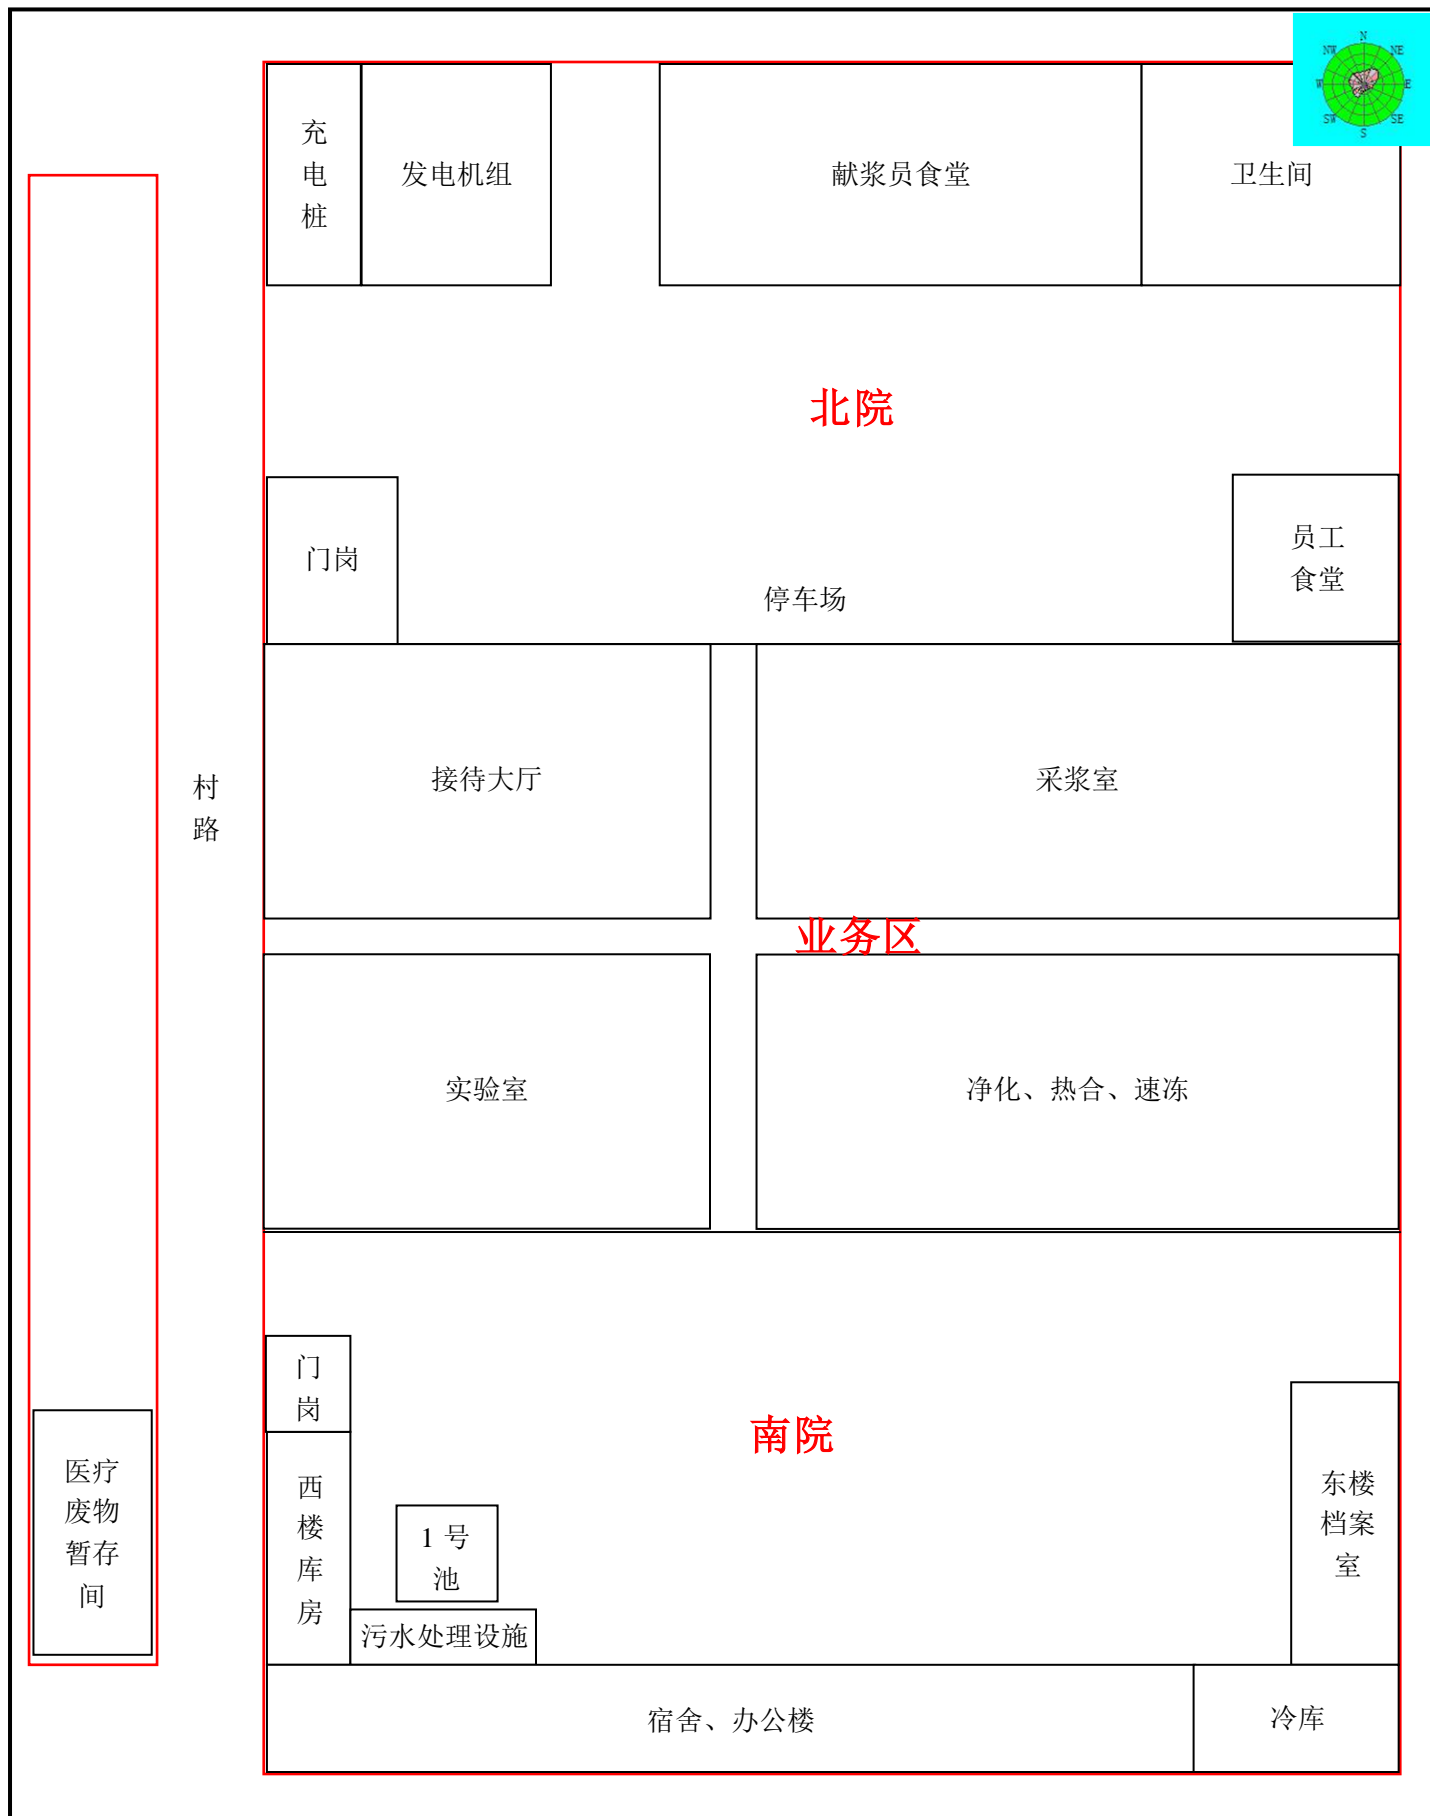 N
NW
NE
W
E
SW
SE
S
充
电
桩
发电机组
献浆员食堂
卫生间
北院
门岗
员工
食堂
停车场
接待大厅
采浆室
村
路
业务区
实验室
净化、热合、速冻
门
岗
南院
医疗
废物
暂存
间
西
楼
库
房
1 号
池
东楼
档案
室
污水处理设施
宿舍、办公楼
冷库